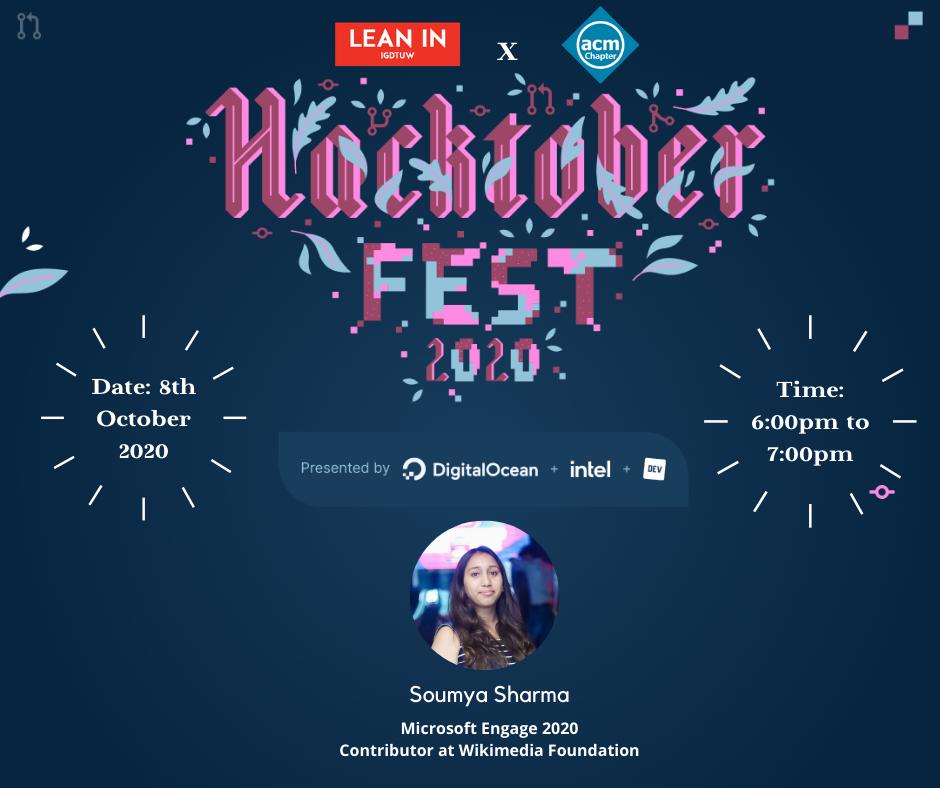 LEAN IN
IGDTUW
X
acm
Chapter
Hacktober
FEST
2020
Date: 8th
October
2020
Time:
6:00pm to
7:00pm
Presented by DigitalOcean + intel + DEV
Soumya Sharma
Microsoft Engage 2020
Contributor at Wikimedia Foundation